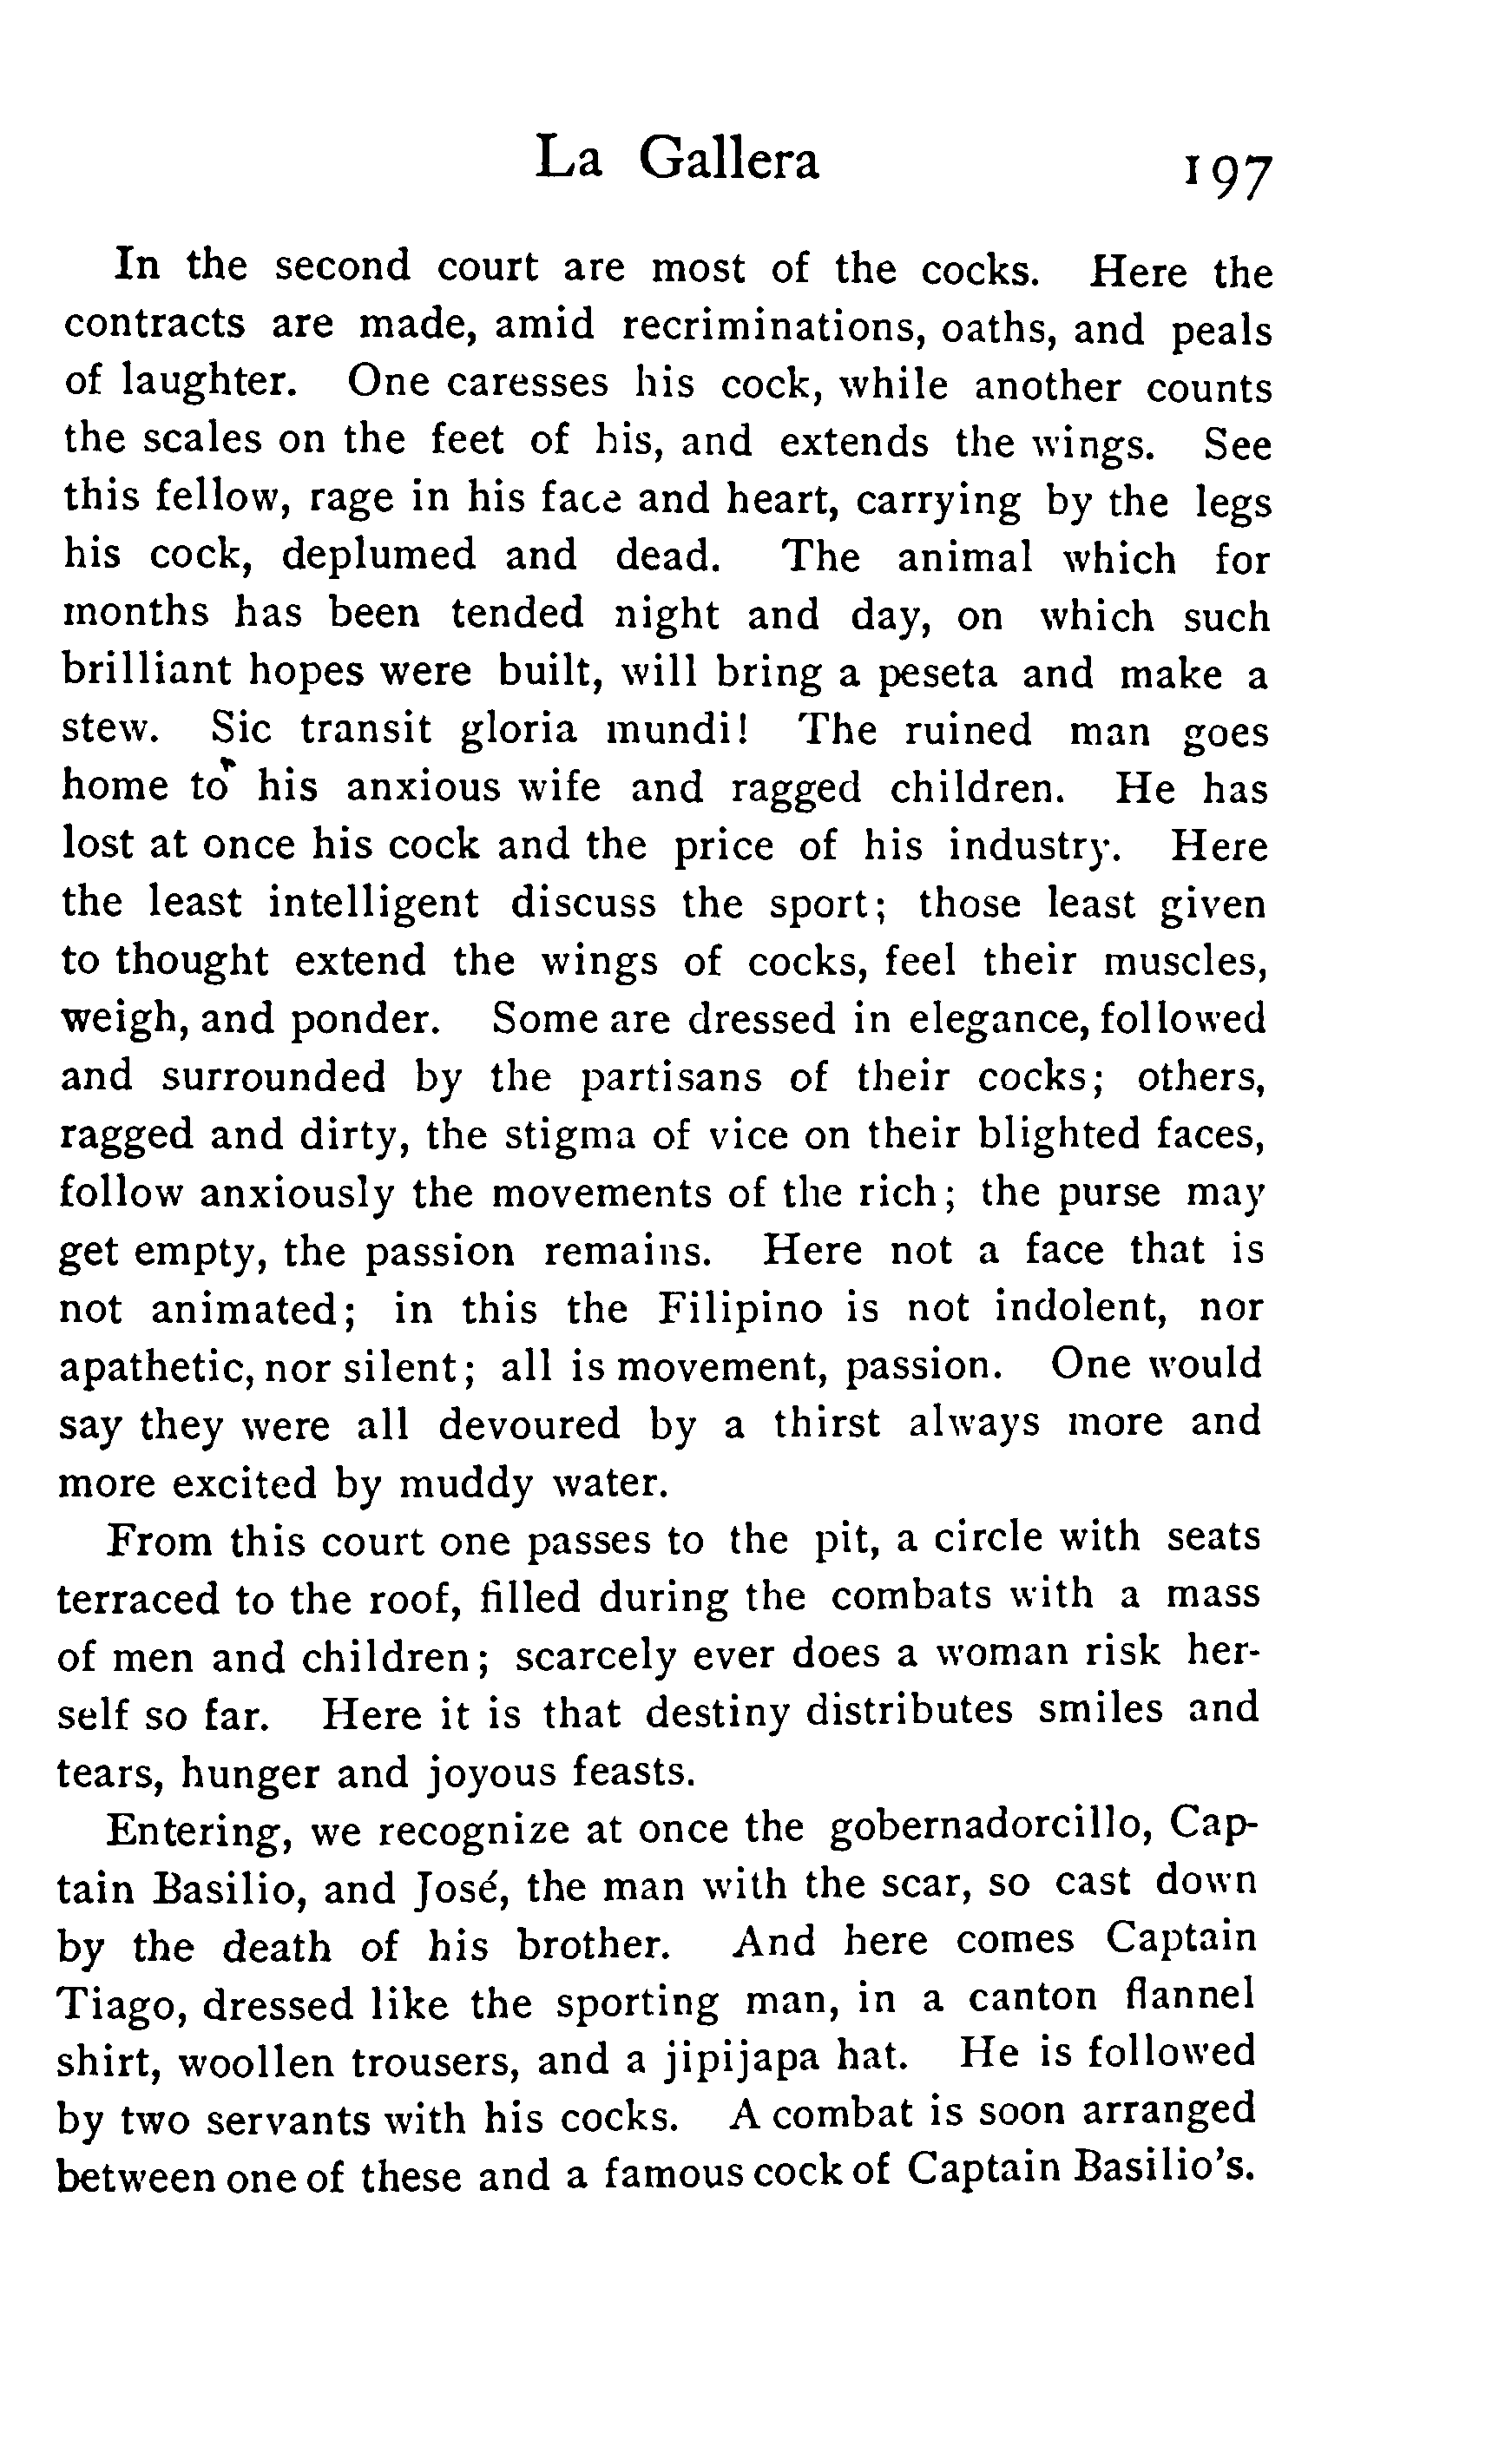 La Gallera 197
In the second court are most of the cocks. Here the
contracts are made, amid recriminations, oaths, and peals
of laughter. One caresses his cock, while another counts
the scales on the feet of his, and extends the wings. See
this fellow, rage in his face and heart, carrying by the legs
his cock, deplumed and dead. The animal which for
months has been tended night and day, on which such
brilliant hopes were built, will bring a peseta and make a
stew. Sic transit gloria mundi! The ruined man goes
home to his anxious wife and ragged children. He has
lost at once his cock and the price of his industry. Here
the least intelligent discuss the sport; those least given
to thought extend the wings of cocks, feel their muscles,
weigh, and ponder. Some are dressed in elegance, followed
and surrounded by the partisans of their cocks; others,
ragged and dirty, the stigma of vice on their blighted faces,
follow anxiously the movements of the rich; the purse may
get empty, the passion remains. Here not a face that is
not animated; in this the Filipino is not indolent, nor
apathetic, nor silent; all is movement, passion. One would
say they were all devoured by a thirst always more and
more excited by muddy water.
From this court one passes to the pit, a circle with seats
terraced to the roof, filled during the combats with a mass
of men and children; scarcely ever does a woman risk her-
self so far. Here it is that destiny distributes smiles and
tears, hunger and joyous feasts.
Entering, we recognize at once the gobernadorcillo, Cap-
tain Basilio, and José, the man with the scar, so cast down
by the death of his brother. And here comes Captain
Tiago, dressed like the sporting man, in a canton flannel
shirt, woollen trousers, and a jipijapa hat. He is followed
by two servants with his cocks. A combat is soon arranged
between one of these and a famous cock of Captain Basilio's.